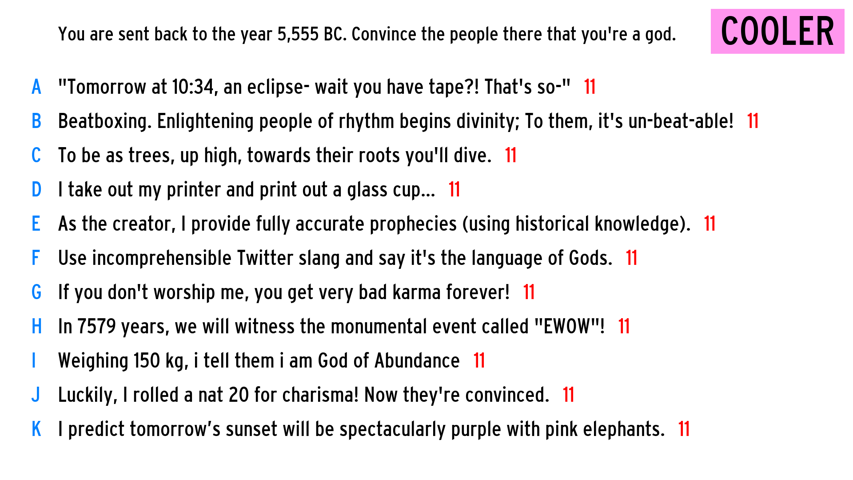 You are sent back to the year 5,555 BC. Convince the people there that you're a god.
COOLER
A "Tomorrow at 10:34, an eclipse- wait you have tape?! That's so-" 11
B Beatboxing. Enlightening people of rhythm begins divinity; To them, it's un-beat-able! 11
C To be as trees, up high, towards their roots you'll dive. 11
D I take out my printer and print out a glass cup... 11
E As the creator, I provide fully accurate prophecies (using historical knowledge). 11
F Use incomprehensible Twitter slang and say it's the language of Gods. 11
G If you don't worship me, you get very bad karma forever! 11
H In 7579 years, we will witness the monumental event called "EWOW"! 11
I Weighing 150 kg, i tell them i am God of Abundance 11
J Luckily, I rolled a nat 20 for charisma! Now they're convinced. 11
K I predict tomorrow’s sunset will be spectacularly purple with pink elephants. 11